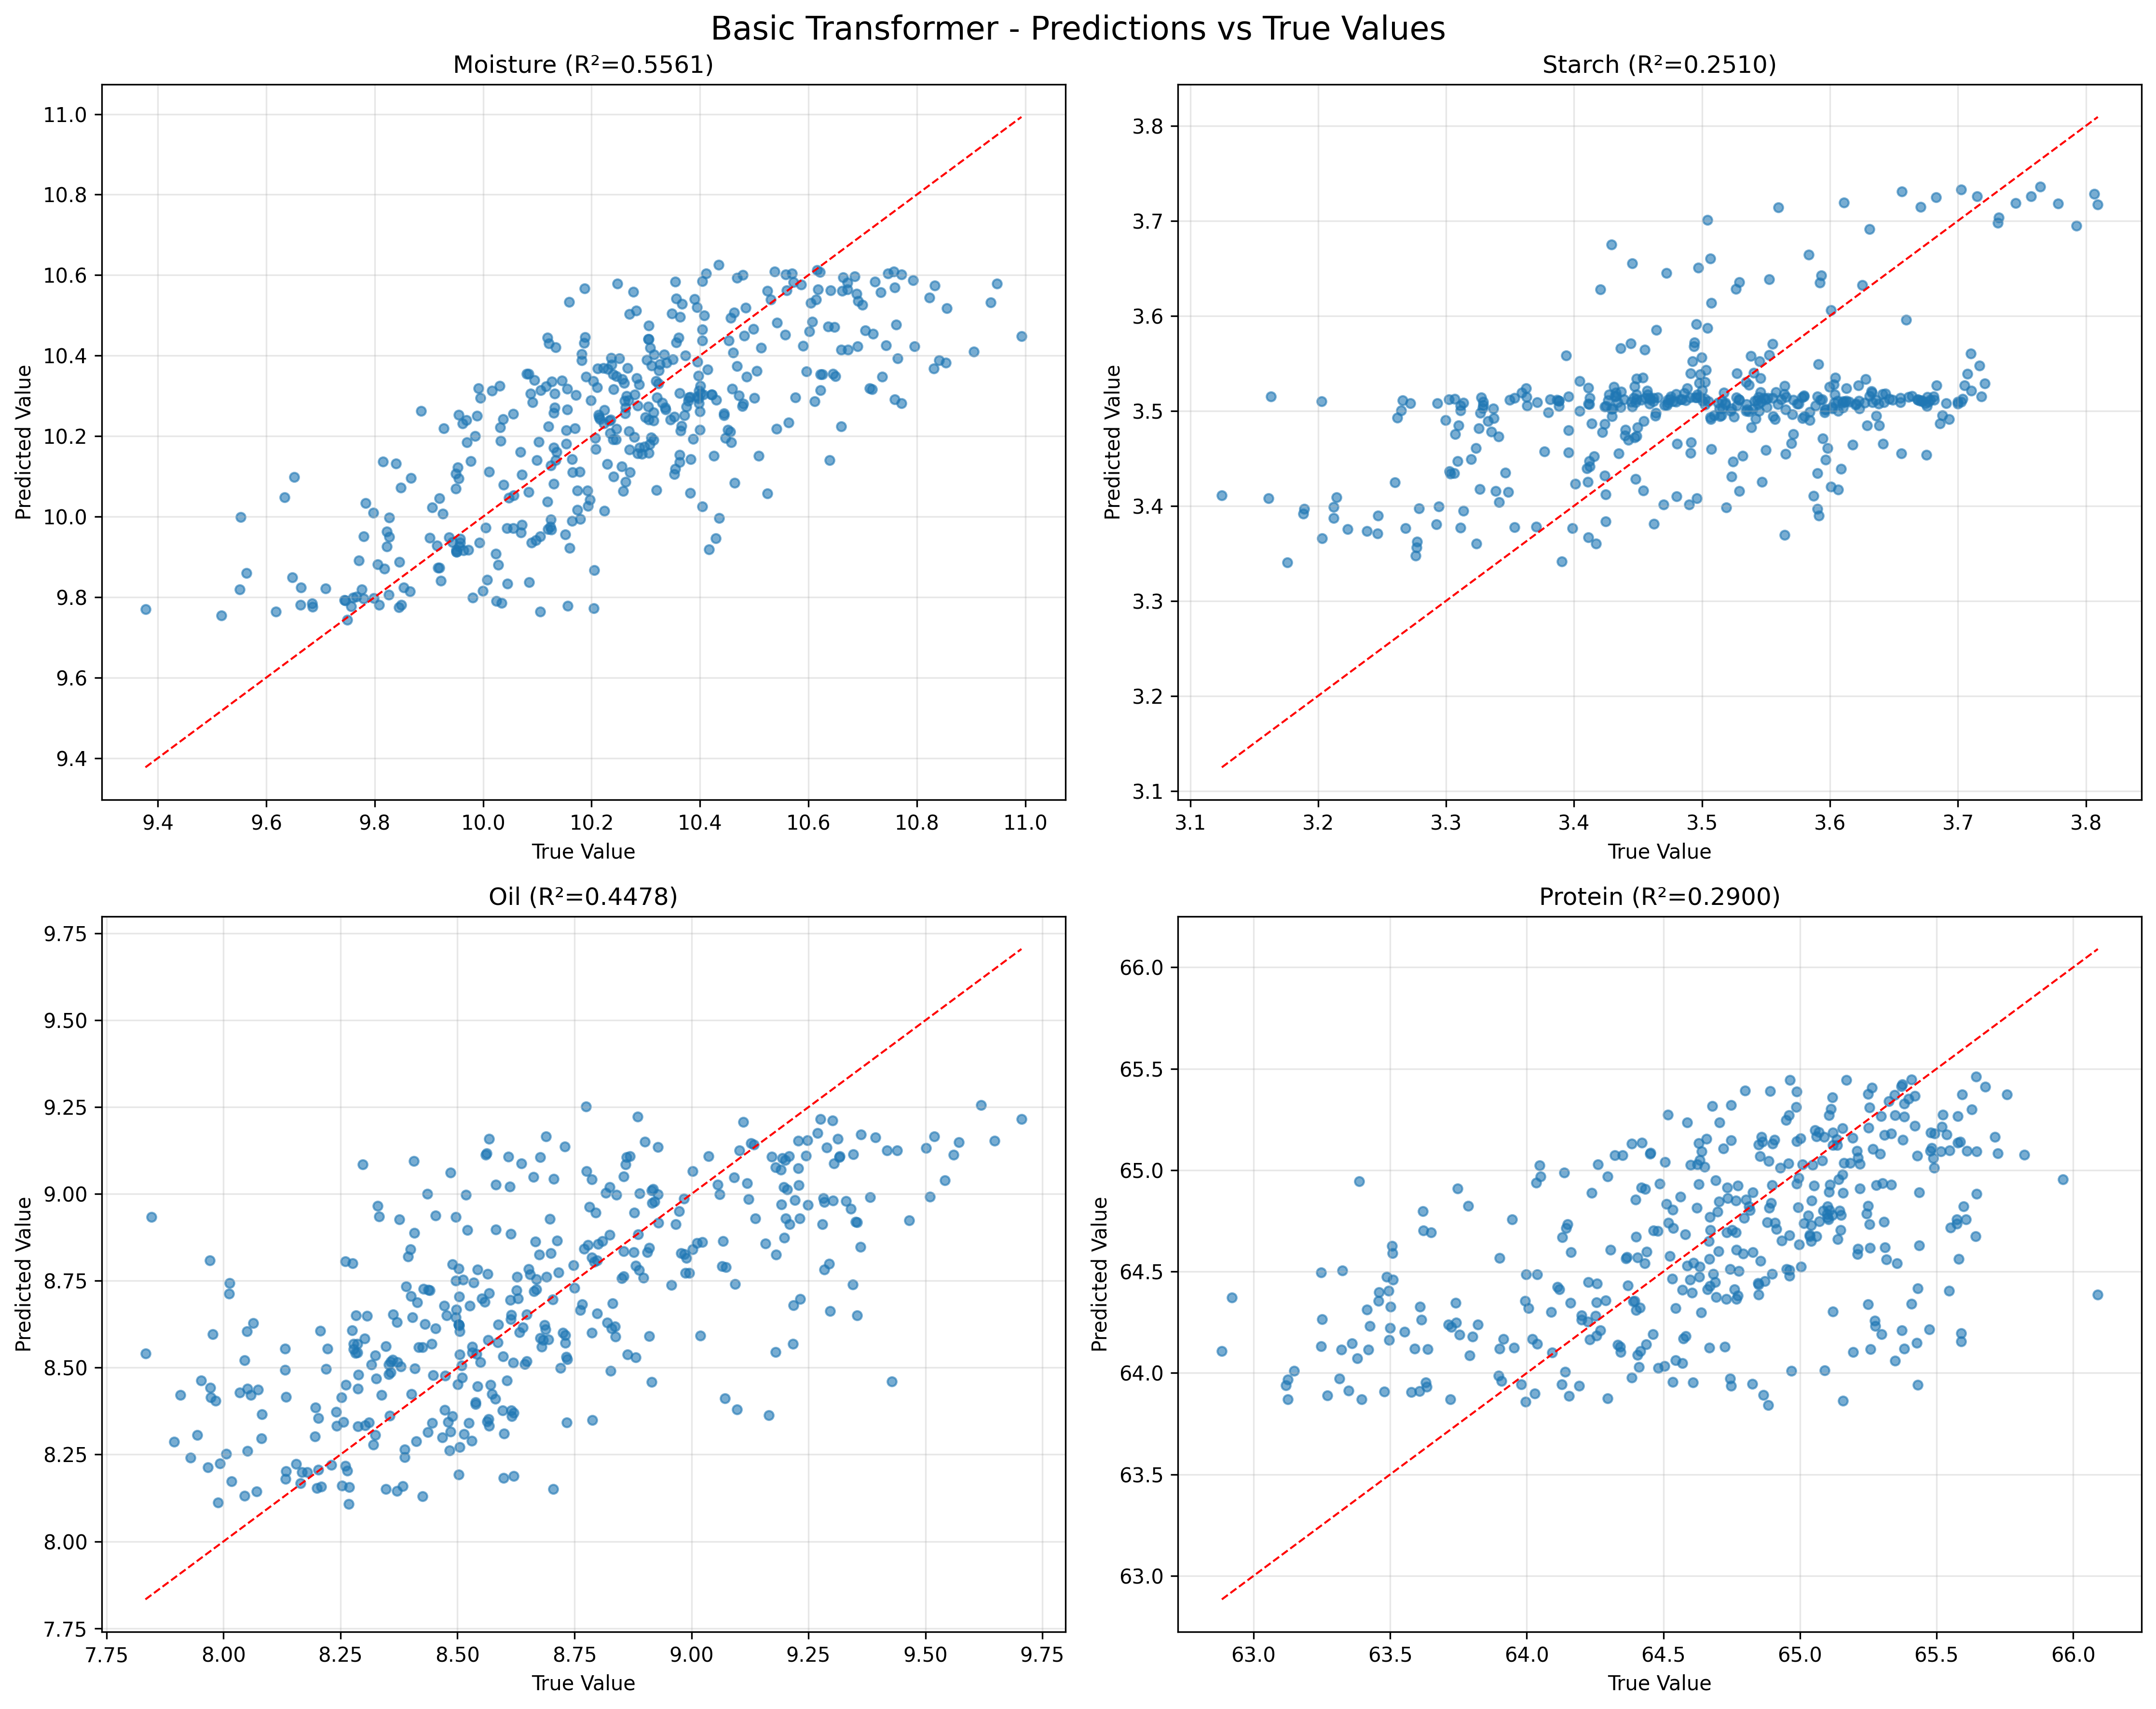 Basic Transformer - Predictions vs True Values
Moisture (R²=0.5561)
Predicted Value
11.0
10.8
10.6
10.4
10.2
10.0
9.8
9.6
9.4
9.4 9.6 9.8 10.0 10.2 10.4 10.6 10.8 11.0
True Value
Starch (R²=0.2510)
Predicted Value
3.8
3.7
3.6
3.5
3.4
3.3
3.2
3.1
3.1 3.2 3.3 3.4 3.5 3.6 3.7 3.8
True Value
Oil (R²=0.4478)
Predicted Value
9.75
9.50
9.25
9.00
8.75
8.50
8.25
8.00
7.75
7.75 8.00 8.25 8.50 8.75 9.00 9.25 9.50 9.75
True Value
Protein (R²=0.2900)
Predicted Value
66.0
65.5
65.0
64.5
64.0
63.5
63.0
63.0 63.5 64.0 64.5 65.0 65.5 66.0
True Value